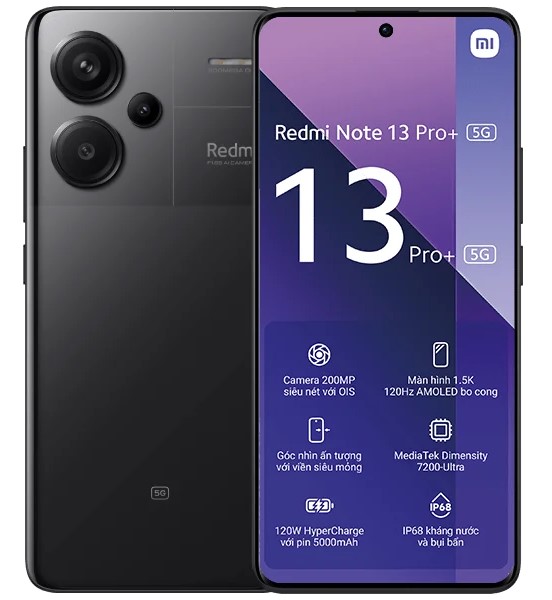 mi
Redmi Note 13 Pro+ 5G
13 Pro+ 5G
Redm
Camera 200MP
siêu nét với OIS
Màn hình 1.5K
120Hz AMOLED bo cong
Góc nhìn ấn tượng
với viền siêu mỏng
MediaTek Dimensity
7200-Ultra
120W HyperCharge
với pin 5000mAh
IP68
IP68 kháng nước
và bụi bẩn
5G